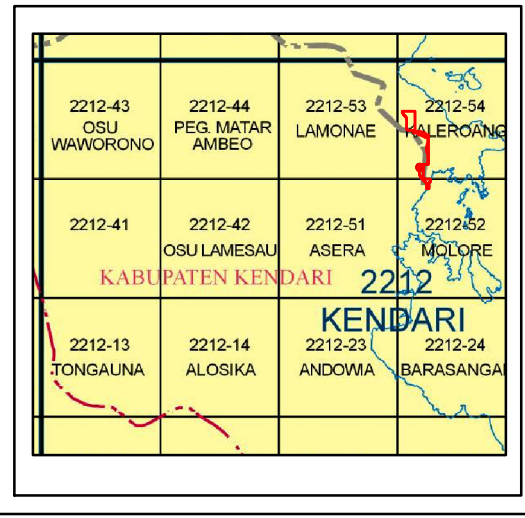 2212-43
OSU
WAWORONO
2212-44
PEG. MATAR
AMBEO
2212-53
LAMONAE
2212-54
KALEROANG
2212-41
2212-42
OSU LAMESAU
2212-51
ASERA
2212-52
MOLORE
KABUPATEN KENDARI
2212
KENDARI
2212-13
TONGAUNA
2212-14
ALOSIKA
2212-23
ANDOWIA
2212-24
BARASANGA